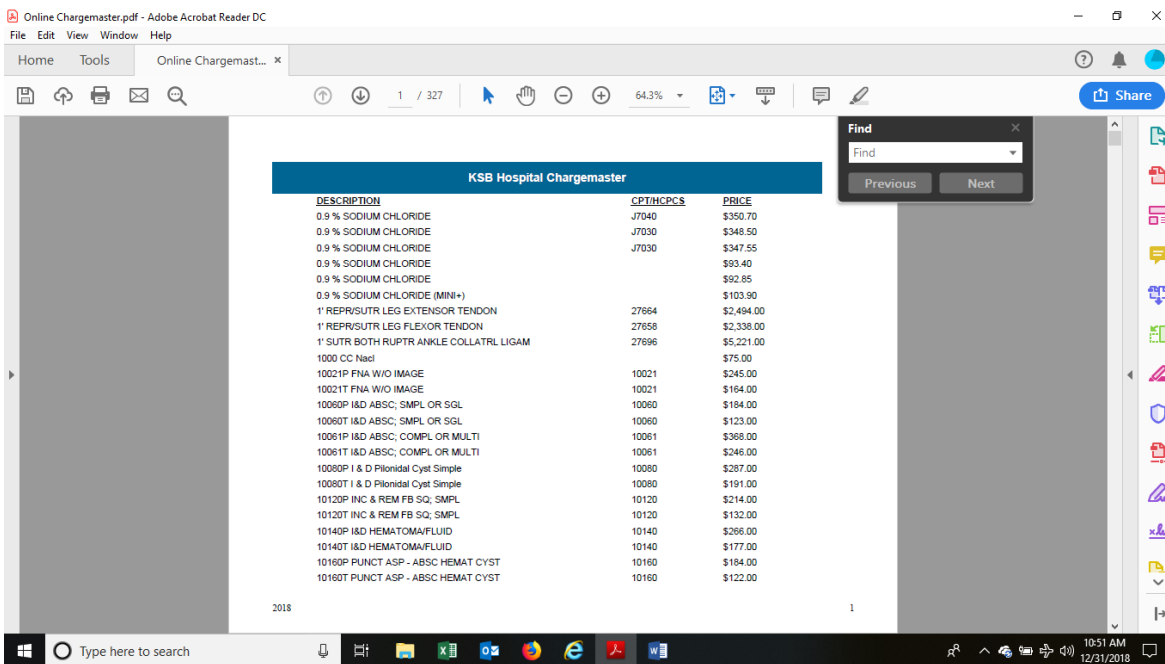 Online Chargemaster.pdf - Adobe Acrobat Reader DC
File Edit View Window Help
Home Tools Online Chargemast... ×
1 / 327 64.3% Share
Find
Find
Previous Next
KSB Hospital Chargemaster
DESCRIPTION CPT/HCPCS PRICE
0.9 % SODIUM CHLORIDE J7040 $350.70
0.9 % SODIUM CHLORIDE J7030 $348.50
0.9 % SODIUM CHLORIDE J7030 $347.55
0.9 % SODIUM CHLORIDE $93.40
0.9 % SODIUM CHLORIDE $92.85
0.9 % SODIUM CHLORIDE (MINI+) $103.90
1' REPR/SUTR LEG EXTENSOR TENDON 27664 $2,494.00
1' REPR/SUTR LEG FLEXOR TENDON 27658 $2,338.00
1' SUTR BOTH RUPTR ANKLE COLLATRL LIGAM 27696 $5,221.00
1000 CC Nacl $75.00
10021P FNA W/O IMAGE 10021 $245.00
10021T FNA W/O IMAGE 10021 $164.00
10060P I&D ABSC; SMPL OR SGL 10060 $184.00
10060T I&D ABSC; SMPL OR SGL 10060 $123.00
10061P I&D ABSC; COMPL OR MULTI 10061 $368.00
10061T I&D ABSC; COMPL OR MULTI 10061 $246.00
10080P I & D Pilonidal Cyst Simple 10080 $287.00
10080T I & D Pilonidal Cyst Simple 10080 $191.00
10120P INC & REM FB SQ; SMPL 10120 $214.00
10120T INC & REM FB SQ; SMPL 10120 $132.00
10140P I&D HEMATOMA/FLUID 10140 $266.00
10140T I&D HEMATOMA/FLUID 10140 $177.00
10160P PUNCT ASP - ABSC HEMAT CYST 10160 $184.00
10160T PUNCT ASP - ABSC HEMAT CYST 10160 $122.00
2018 1
Type here to search
10:51 AM
12/31/2018